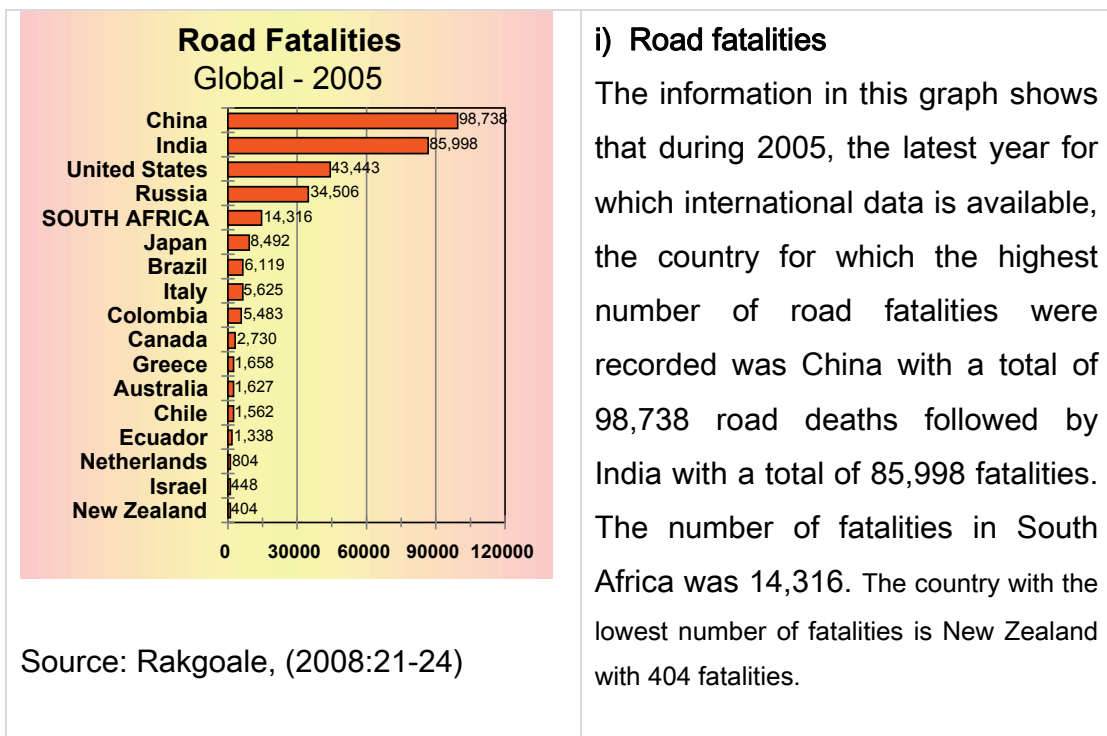 Road Fatalities
Global - 2005
China 98,738
India 85,998
United States 43,443
Russia 34,506
SOUTH AFRICA 14,316
Japan 8,492
Brazil 6,119
Italy 5,625
Colombia 5,483
Canada 2,730
Greece 1,658
Australia 1,627
Chile 1,562
Ecuador 1,338
Netherlands 804
Israel 448
New Zealand 404
0 30000 60000 90000 120000
Source: Rakgoale, (2008:21-24)
i) Road fatalities
The information in this graph shows
that during 2005, the latest year for
which international data is available,
the country for which the highest
number of road fatalities were
recorded was China with a total of
98,738 road deaths followed by
India with a total of 85,998 fatalities.
The number of fatalities in South
Africa was 14,316. The country with the
lowest number of fatalities is New Zealand
with 404 fatalities.